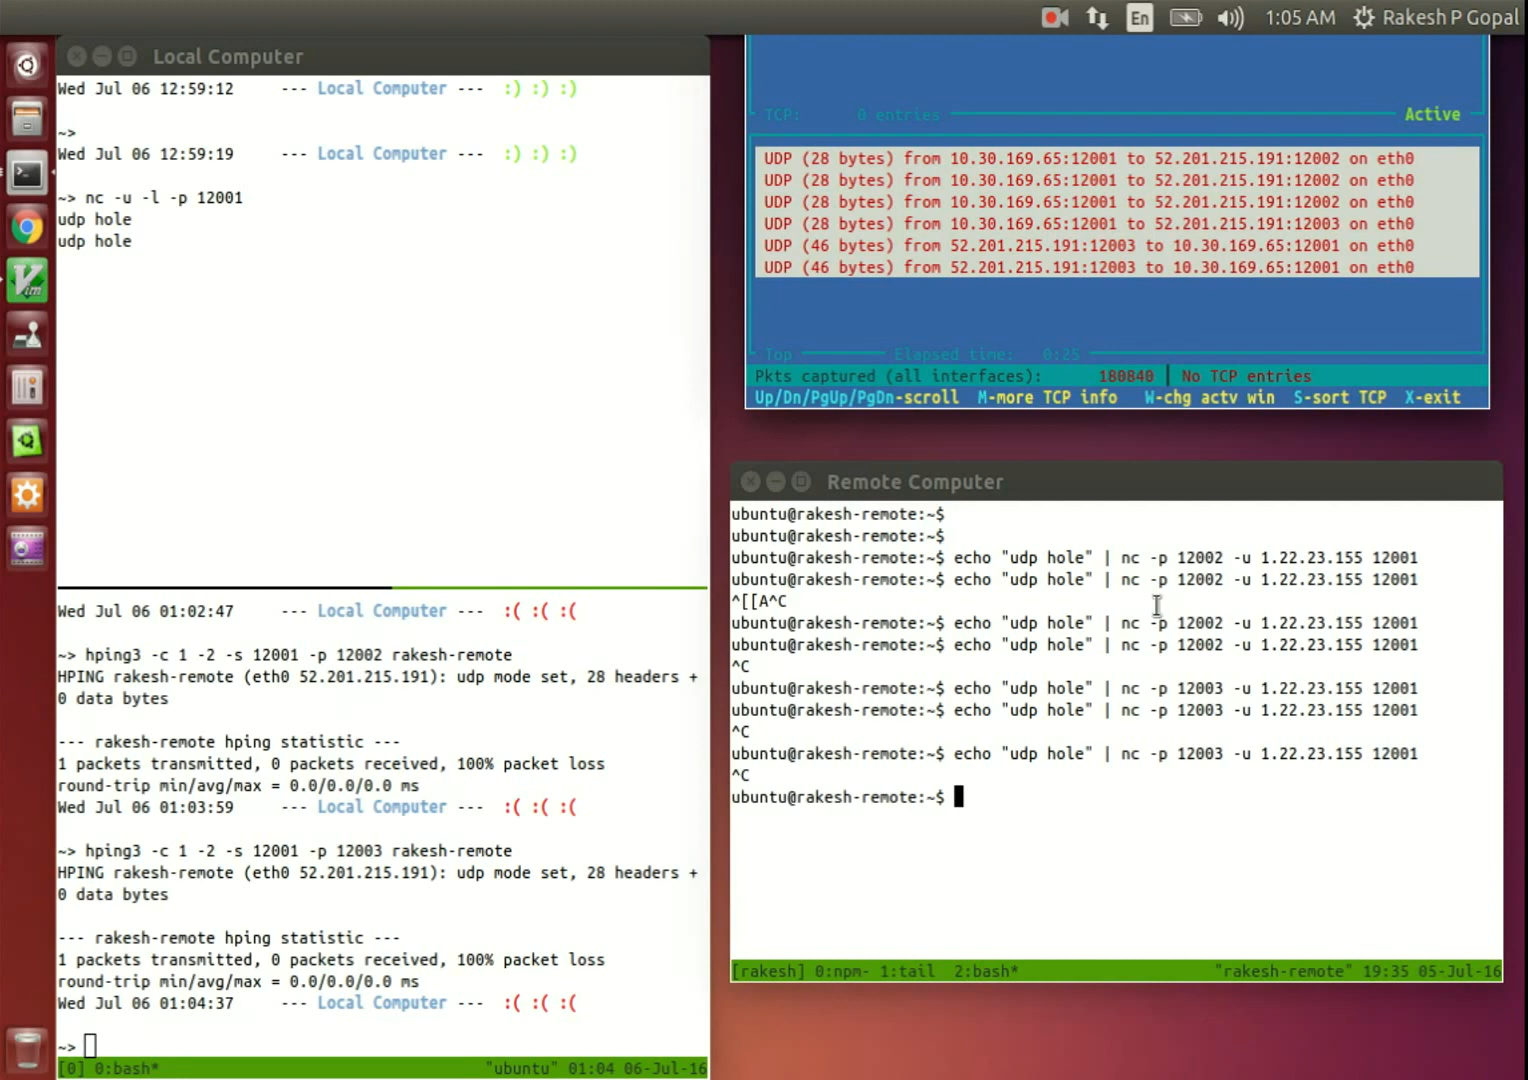 En 1:05 AM Rakesh P Gopal
Local Computer
Wed Jul 06 12:59:12 --- Local Computer --- :) :) :)
~>
Wed Jul 06 12:59:19 --- Local Computer --- :) :) :)
~> nc -u -l -p 12001
udp hole
udp hole
Wed Jul 06 01:02:47 --- Local Computer --- :( :( :(
~> hping3 -c 1 -2 -s 12001 -p 12002 rakesh-remote
HPING rakesh-remote (eth0 52.201.215.191): udp mode set, 28 headers +
0 data bytes
--- rakesh-remote hping statistic ---
1 packets transmitted, 0 packets received, 100% packet loss
round-trip min/avg/max = 0.0/0.0/0.0 ms
Wed Jul 06 01:03:59 --- Local Computer --- :( :( :(
~> hping3 -c 1 -2 -s 12001 -p 12003 rakesh-remote
HPING rakesh-remote (eth0 52.201.215.191): udp mode set, 28 headers +
0 data bytes
--- rakesh-remote hping statistic ---
1 packets transmitted, 0 packets received, 100% packet loss
round-trip min/avg/max = 0.0/0.0/0.0 ms
Wed Jul 06 01:04:37 --- Local Computer --- :( :( :(
~>
[0] 0:bash* "ubuntu" 01:04 06-Jul-16
TCP: 0 entries Active
UDP (28 bytes) from 10.30.169.65:12001 to 52.201.215.191:12002 on eth0
UDP (28 bytes) from 10.30.169.65:12001 to 52.201.215.191:12002 on eth0
UDP (28 bytes) from 10.30.169.65:12001 to 52.201.215.191:12002 on eth0
UDP (28 bytes) from 10.30.169.65:12001 to 52.201.215.191:12003 on eth0
UDP (46 bytes) from 52.201.215.191:12003 to 10.30.169.65:12001 on eth0
UDP (46 bytes) from 52.201.215.191:12003 to 10.30.169.65:12001 on eth0
Top Elapsed time: 0:25
Pkts captured (all interfaces): 180840 | No TCP entries
Up/Dn/PgUp/PgDn-scroll M-more TCP info W-chg actv win S-sort TCP X-exit
Remote Computer
ubuntu@rakesh-remote:~$
ubuntu@rakesh-remote:~$
ubuntu@rakesh-remote:~$ echo "udp hole" | nc -p 12002 -u 1.22.23.155 12001
ubuntu@rakesh-remote:~$ echo "udp hole" | nc -p 12002 -u 1.22.23.155 12001
^[[A^C
ubuntu@rakesh-remote:~$ echo "udp hole" | nc -p 12002 -u 1.22.23.155 12001
ubuntu@rakesh-remote:~$ echo "udp hole" | nc -p 12002 -u 1.22.23.155 12001
^C
ubuntu@rakesh-remote:~$ echo "udp hole" | nc -p 12003 -u 1.22.23.155 12001
ubuntu@rakesh-remote:~$ echo "udp hole" | nc -p 12003 -u 1.22.23.155 12001
^C
ubuntu@rakesh-remote:~$ echo "udp hole" | nc -p 12003 -u 1.22.23.155 12001
^C
ubuntu@rakesh-remote:~$
[rakesh] 0:npm- 1:tail 2:bash* "rakesh-remote" 19:35 05-Jul-16